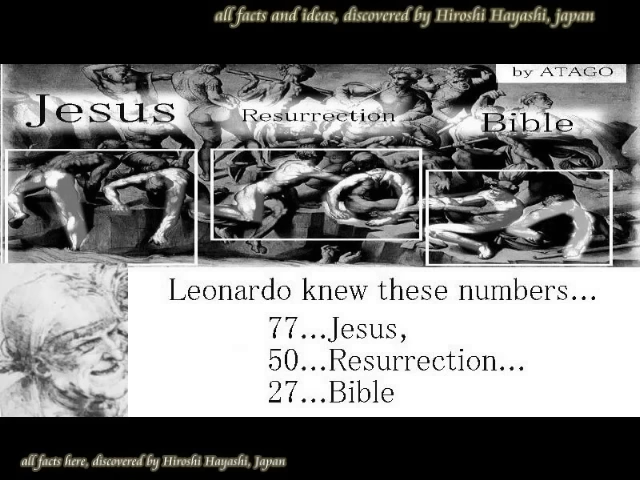 all facts and ideas, discovered by Hiroshi Hayashi, japan
by ATAGO
Jesus
Resurrection
Bible
Leonardo knew these numbers...
77...Jesus,
50...Resurrection...
27...Bible
all facts here, discovered by Hiroshi Hayashi, Japan